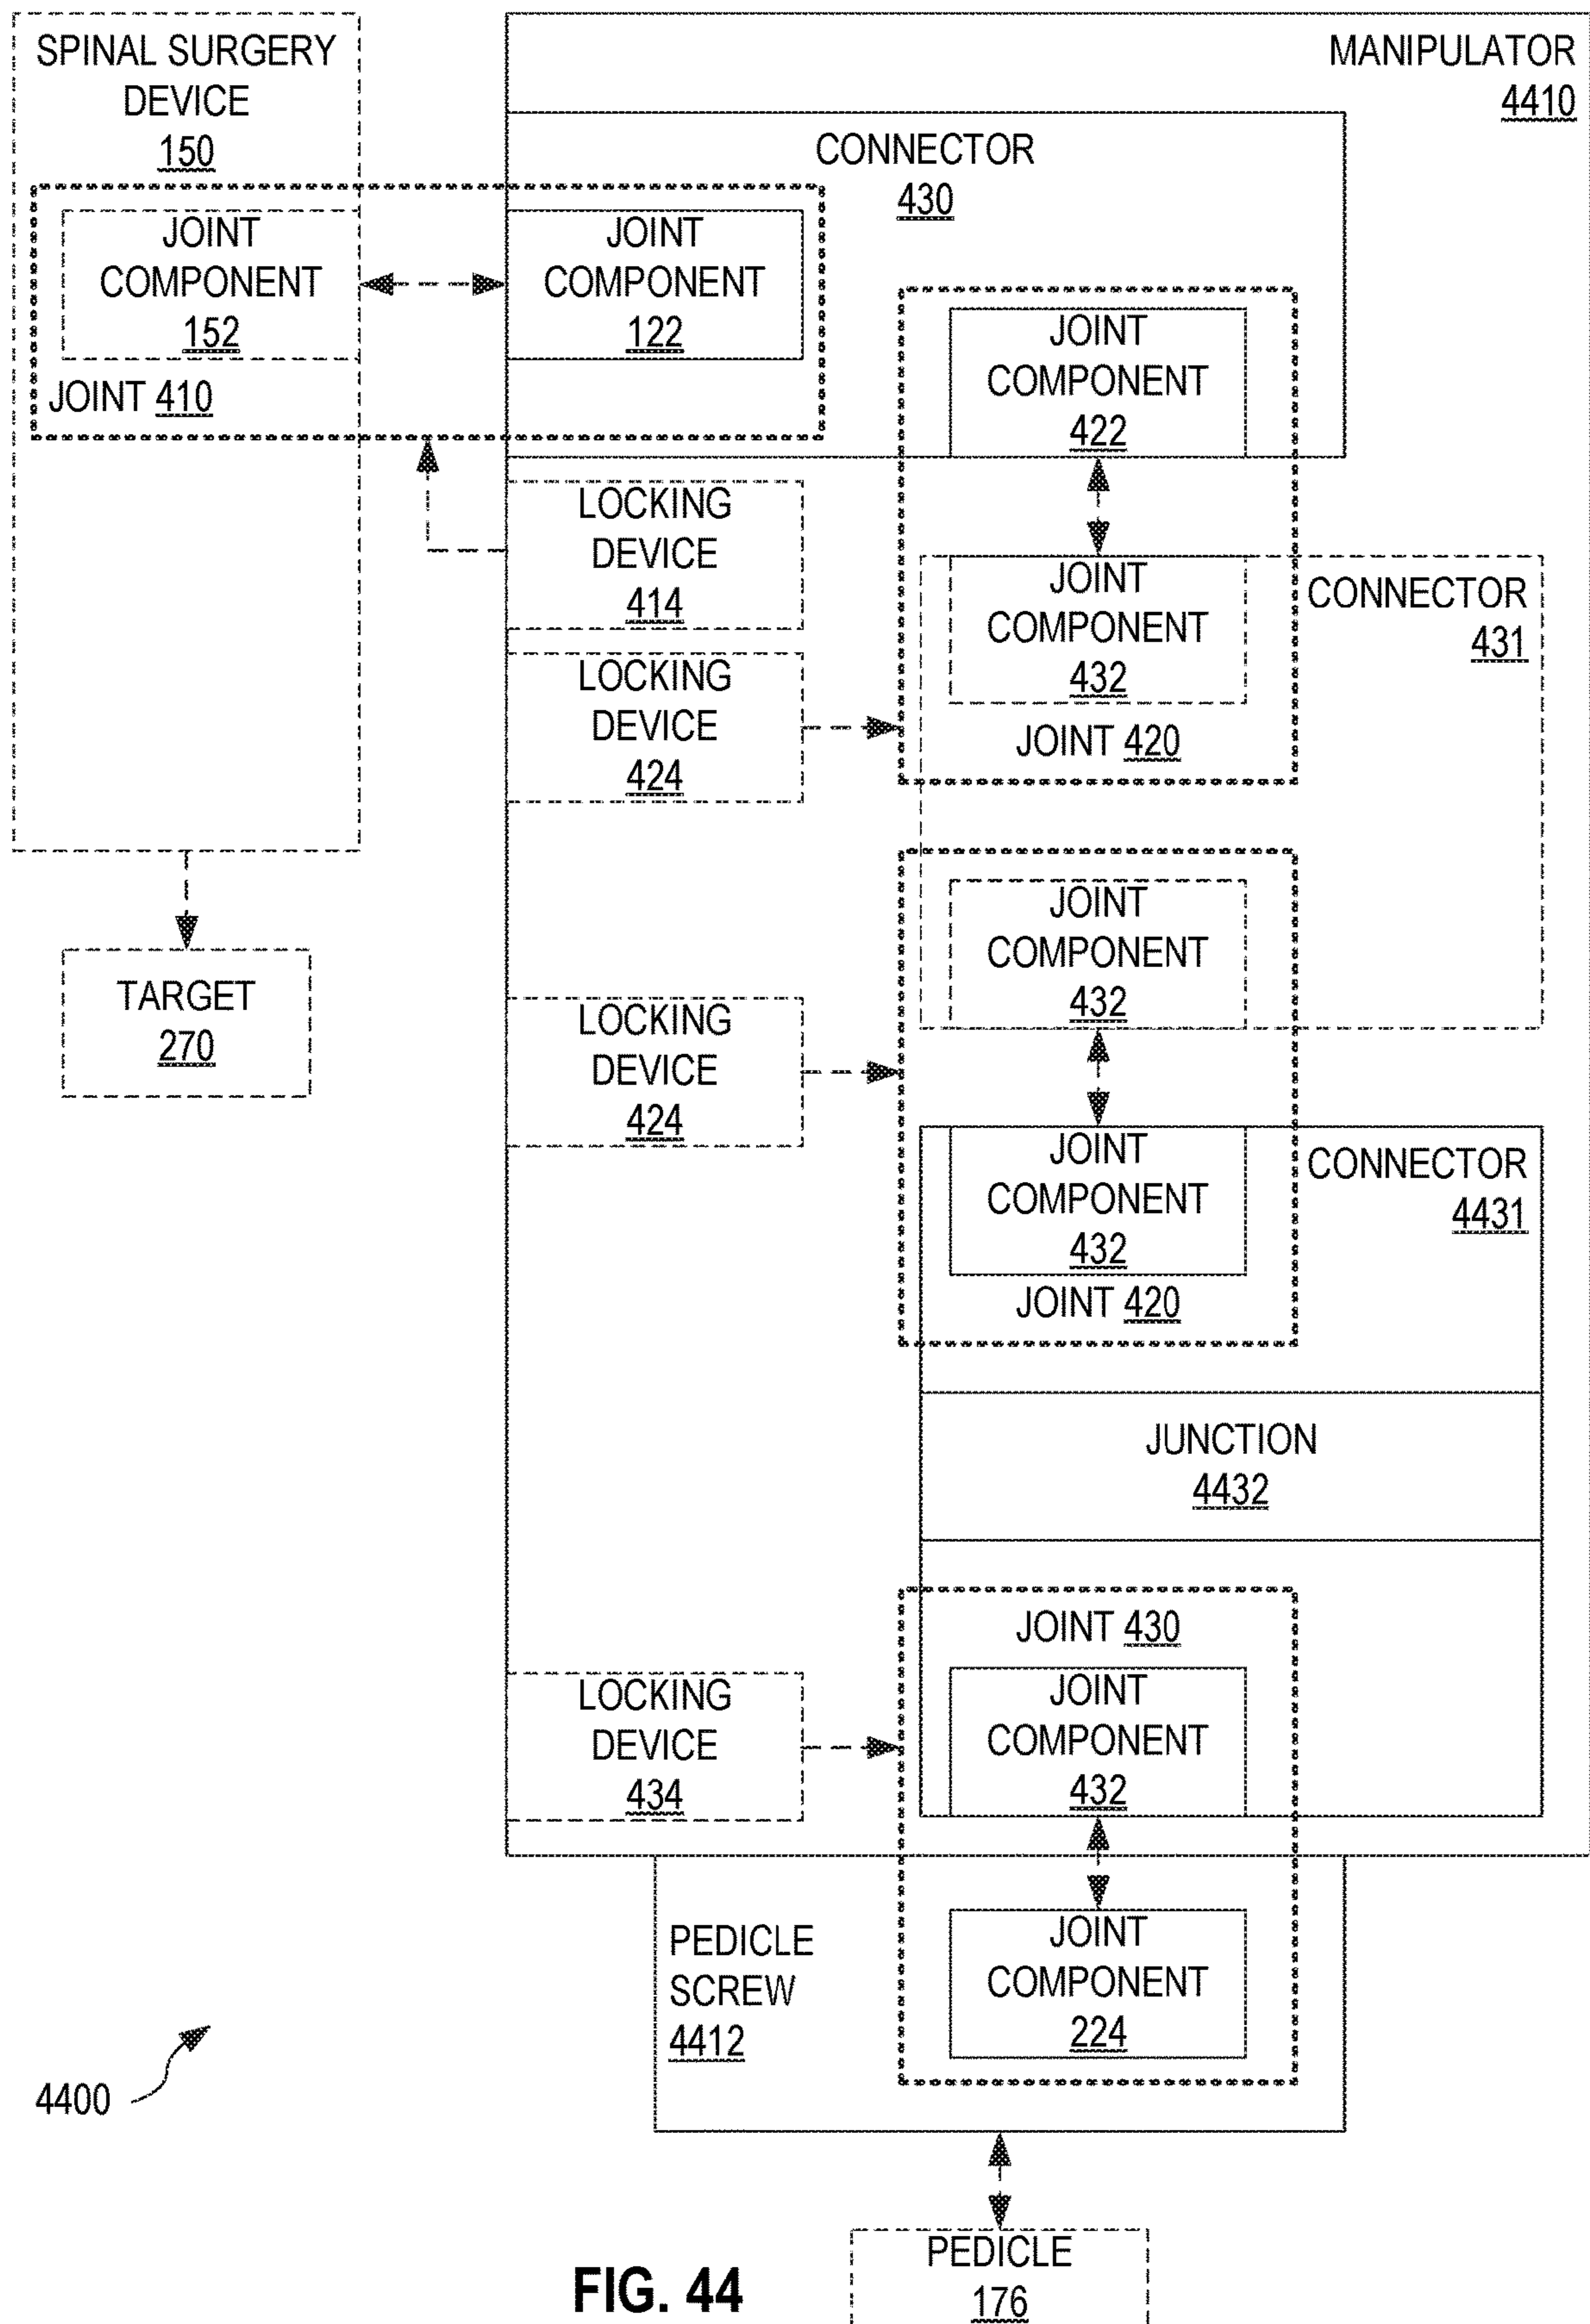 SPINAL SURGERY
DEVICE
150
MANIPULATOR
4410
CONNECTOR
430
JOINT
COMPONENT
152
JOINT 410
JOINT
COMPONENT
122
JOINT
COMPONENT
422
LOCKING
DEVICE
414
JOINT
COMPONENT
432
JOINT 420
CONNECTOR
431
LOCKING
DEVICE
424
JOINT
COMPONENT
432
TARGET
270
LOCKING
DEVICE
424
JOINT
COMPONENT
432
JOINT 420
CONNECTOR
4431
JUNCTION
4432
JOINT 430
JOINT
COMPONENT
432
LOCKING
DEVICE
434
PEDICLE
SCREW
4412
JOINT
COMPONENT
224
4400
PEDICLE
176
FIG. 44